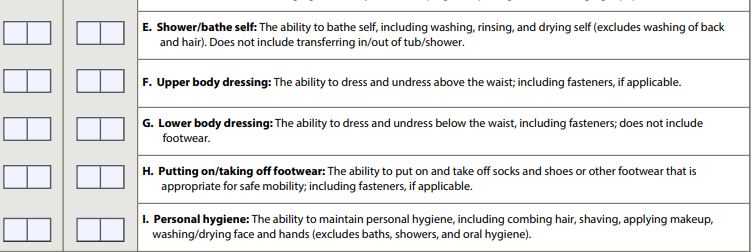 E. Shower/bathe self: The ability to bathe self, including washing, rinsing, and drying self (excludes washing of back
and hair). Does not include transferring in/out of tub/shower.
F. Upper body dressing: The ability to dress and undress above the waist; including fasteners, if applicable.
G. Lower body dressing: The ability to dress and undress below the waist, including fasteners; does not include
footwear.
H. Putting on/taking off footwear: The ability to put on and take off socks and shoes or other footwear that is
appropriate for safe mobility; including fasteners, if applicable.
I. Personal hygiene: The ability to maintain personal hygiene, including combing hair, shaving, applying makeup,
washing/drying face and hands (excludes baths, showers, and oral hygiene).